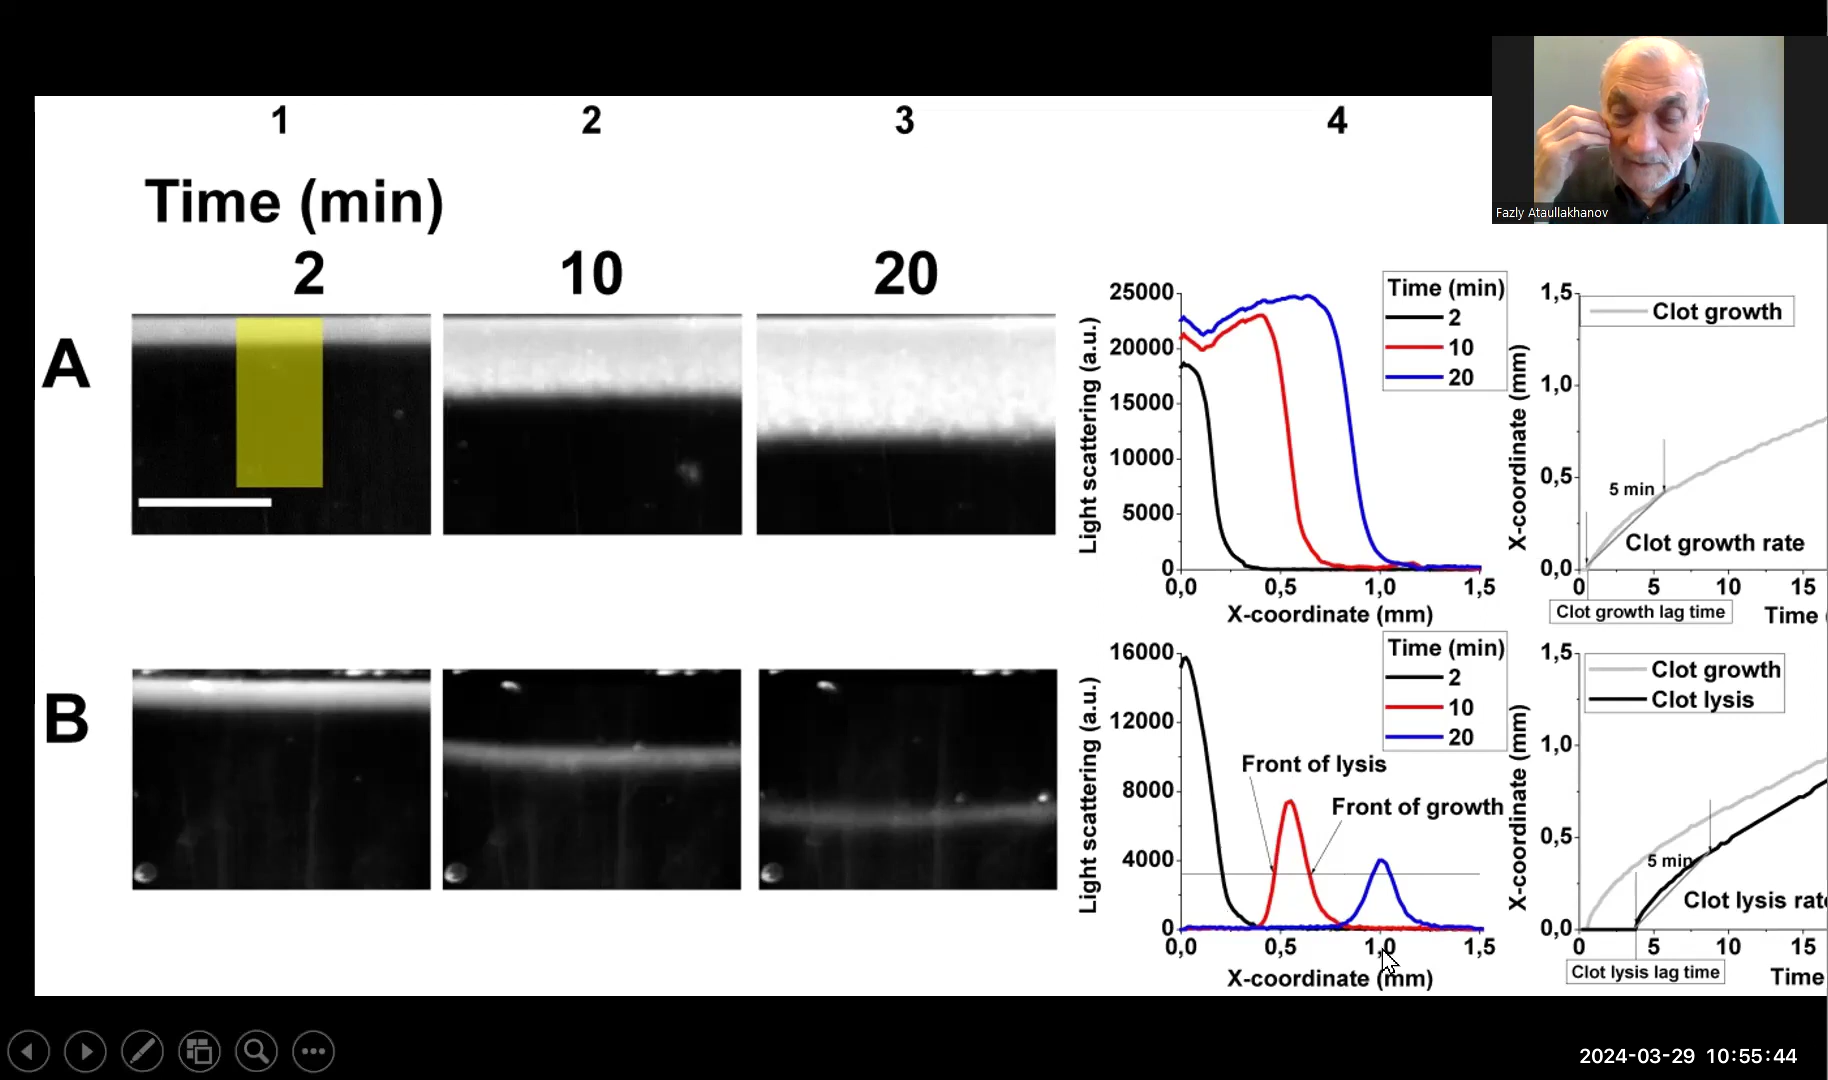 1 2 3 4
Fazly Ataullakhanov
Time (min)
2 10 20
A
25000
20000
15000
10000
5000
0
Light scattering (a.u.)
Time (min)
2
10
20
0,0 0,5 1,0 1,5
X-coordinate (mm)
1,5
1,0
0,5
0,0
X-coordinate (mm)
Clot growth
5 min
Clot growth rate
0 5 10 15
Clot growth lag time
Time (
B
16000
12000
8000
4000
0
Light scattering (a.u.)
Time (min)
2
10
20
Front of lysis
Front of growth
0,0 0,5 1,0 1,5
X-coordinate (mm)
1,5
1,0
0,5
0,0
X-coordinate (mm)
Clot growth
Clot lysis
5 min
Clot lysis rate
0 5 10 15
Clot lysis lag time
Time
2024-03-29 10:55:44